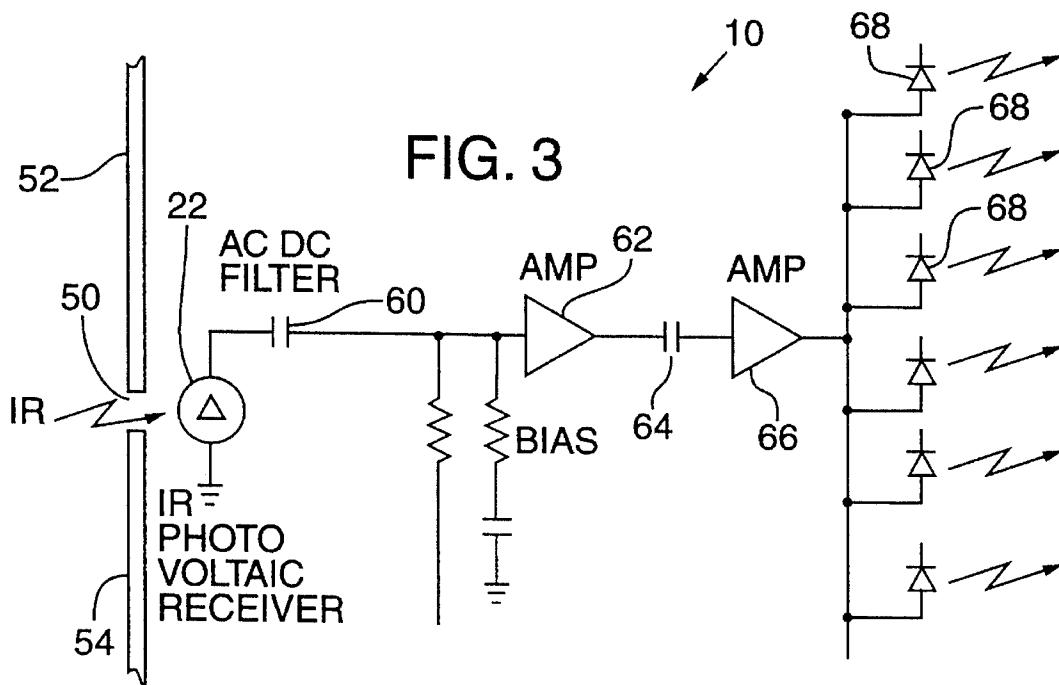 10
68
52
FIG. 3
68
22
AC DC
FILTER
62
68
50
60
AMP
AMP
IR
64
66
BIAS
IR
PHOTO
VOLTAIC
RECEIVER
54